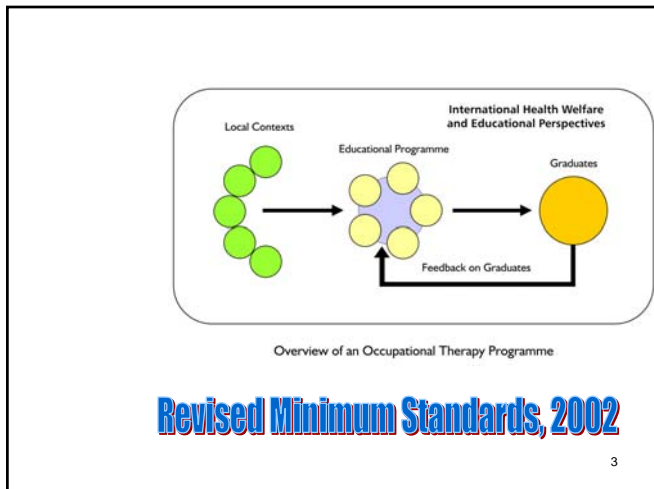 International Health Welfare
and Educational Perspectives
Local Contexts
Educational Programme
Graduates
Feedback on Graduates
Overview of an Occupational Therapy Programme
Revised Minimum Standards, 2002
3